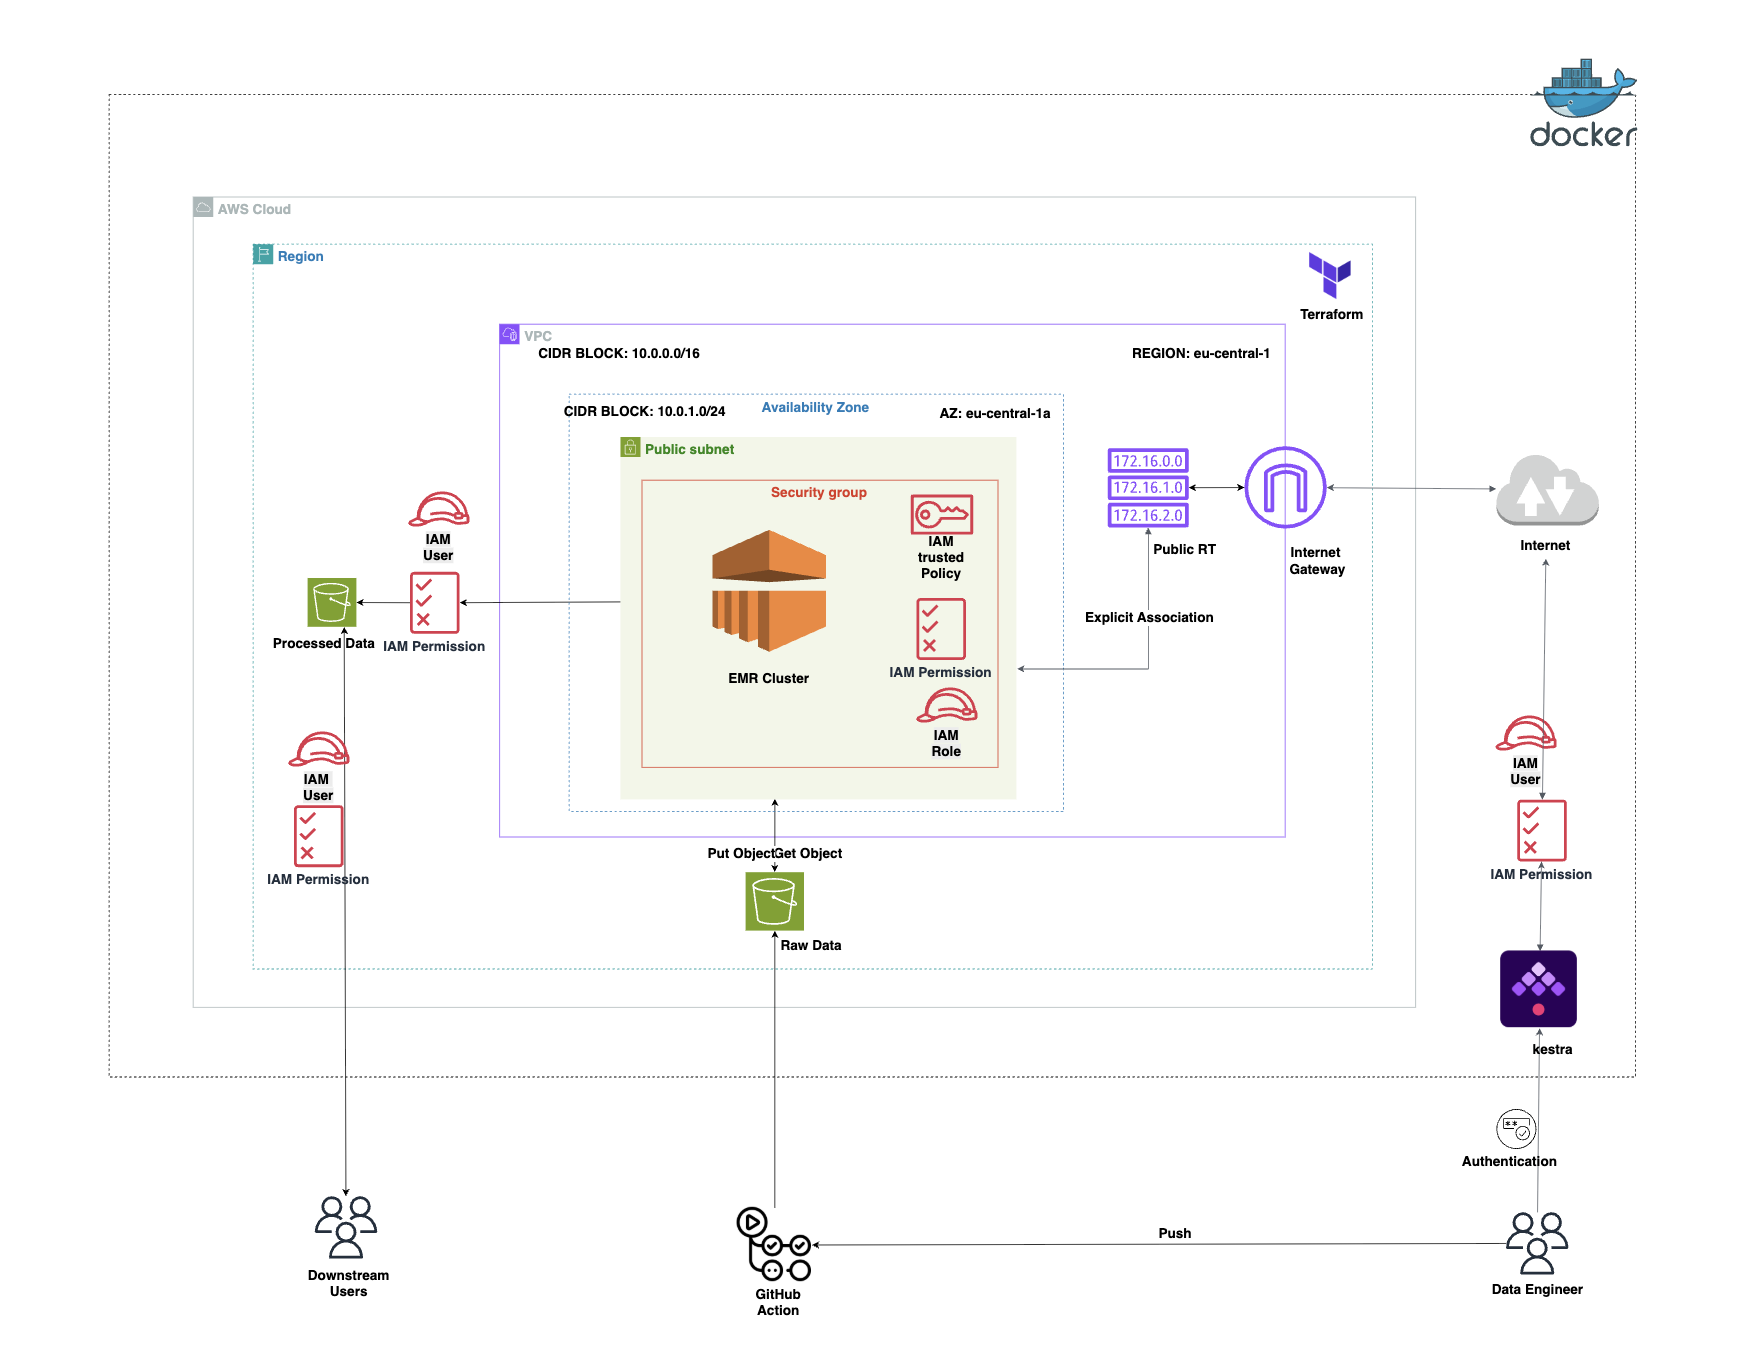 docker
AWS Cloud
Region
Terraform
VPC
CIDR BLOCK: 10.0.0.0/16
REGION: eu-central-1
CIDR BLOCK: 10.0.1.0/24
Availability Zone
AZ: eu-central-1a
Public subnet
Security group
IAM
trusted
Policy
IAM Permission
IAM
Role
EMR Cluster
172.16.0.0
172.16.1.0
172.16.2.0
Public RT
Internet
Gateway
Internet
Explicit Association
IAM
User
IAM Permission
Processed Data
IAM
User
IAM Permission
Put Object
Get Object
Raw Data
IAM
User
IAM Permission
kestra
**
Authentication
Downstream
Users
GitHub
Action
Push
Data Engineer